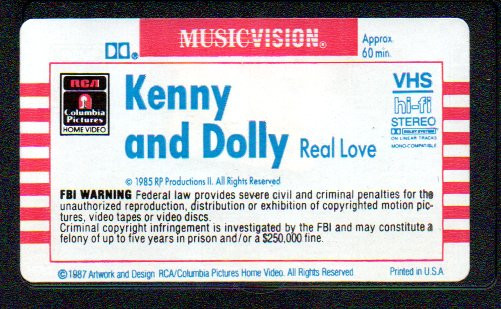 MUSICVISION®
Approx.
60 min.
RCA
Columbia
Pictures
HOME VIDEO
Kenny
and Dolly Real Love
VHS
hi-fi
STEREO
DOLBY SYSTEM
ON LINEAR TRACKS
MONO-COMPATIBLE
© 1985 RP Productions II. All Rights Reserved
FBI WARNING Federal law provides severe civil and criminal penalties for the
unauthorized reproduction, distribution or exhibition of copyrighted motion pic-
tures, video tapes or video discs.
Criminal copyright infringement is investigated by the FBI and may constitute a
felony of up to five years in prison and/or a $250,000 fine.
©1987 Artwork and Design RCA/Columbia Pictures Home Video. All Rights Reserved
Printed in U.S.A